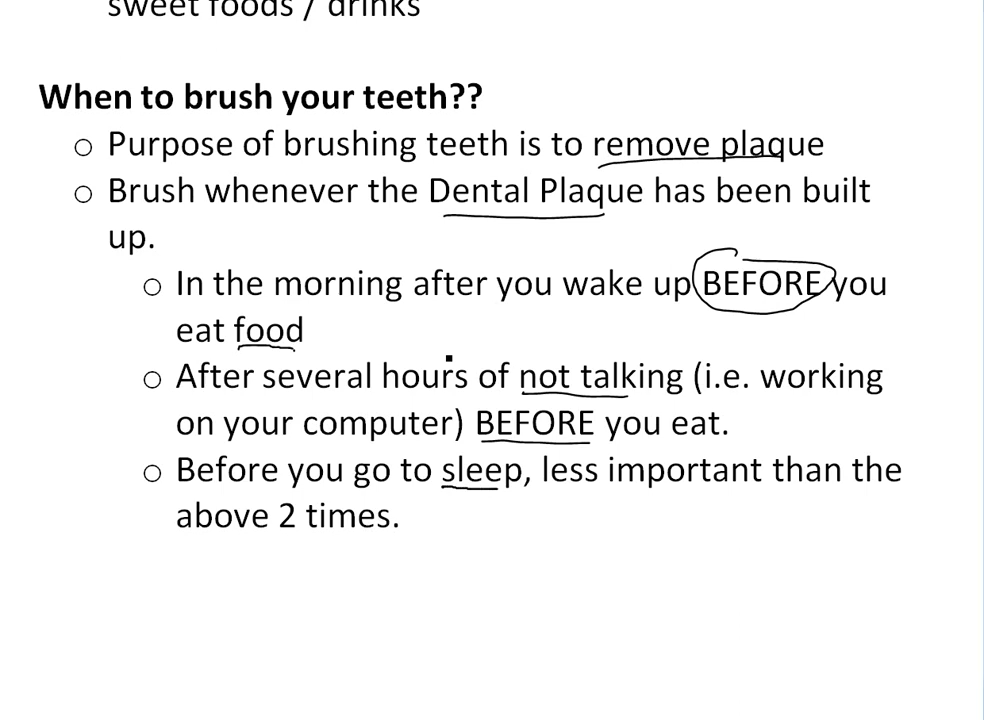 sweet foods / drinks
When to brush your teeth??
○ Purpose of brushing teeth is to remove plaque
○ Brush whenever the Dental Plaque has been built
up.
○ In the morning after you wake up BEFORE you
eat food
○ After several hours of not talking (i.e. working
on your computer) BEFORE you eat.
○ Before you go to sleep, less important than the
above 2 times.